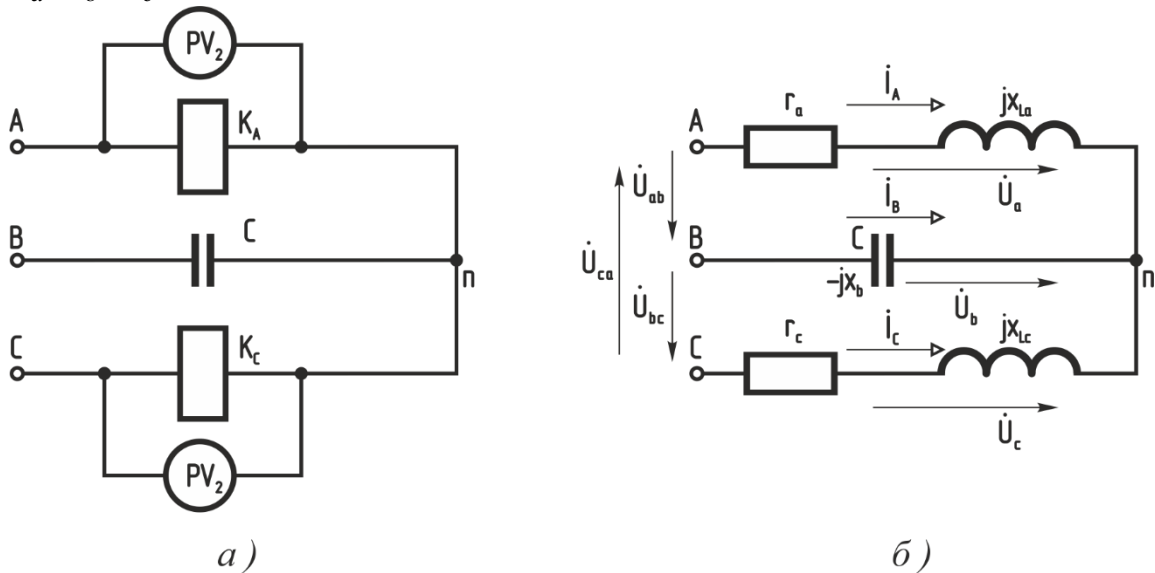 PV₂
A
K_A
B
C
n
C
K_C
PV₂
а )
A
r_a
İ_A
jx_La
U̇_ab
U̇_a
İ_B
B
C
n
U̇_ca
-jx_b
U̇_bc
U̇_b
C
r_c
İ_C
jx_Lc
U̇_c
б )